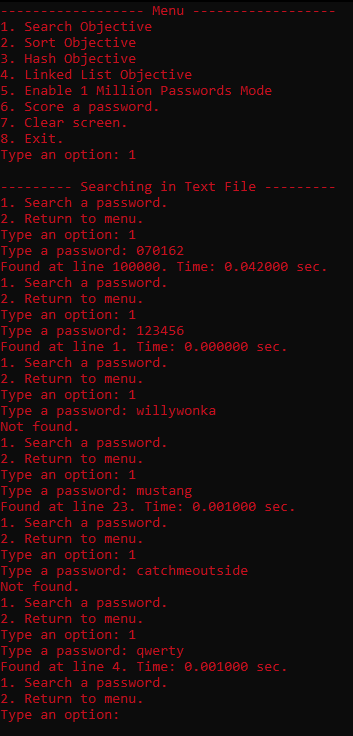 ----------------- Menu ------------------
1. Search Objective
2. Sort Objective
3. Hash Objective
4. Linked List Objective
5. Enable 1 Million Passwords Mode
6. Score a password.
7. Clear screen.
8. Exit.
Type an option: 1

--------- Searching in Text File ---------
1. Search a password.
2. Return to menu.
Type an option: 1
Type a password: 070162
Found at line 100000. Time: 0.042000 sec.
1. Search a password.
2. Return to menu.
Type an option: 1
Type a password: 123456
Found at line 1. Time: 0.000000 sec.
1. Search a password.
2. Return to menu.
Type an option: 1
Type a password: willywonka
Not found.
1. Search a password.
2. Return to menu.
Type an option: 1
Type a password: mustang
Found at line 23. Time: 0.001000 sec.
1. Search a password.
2. Return to menu.
Type an option: 1
Type a password: catchmeoutside
Not found.
1. Search a password.
2. Return to menu.
Type an option: 1
Type a password: qwerty
Found at line 4. Time: 0.001000 sec.
1. Search a password.
2. Return to menu.
Type an option: